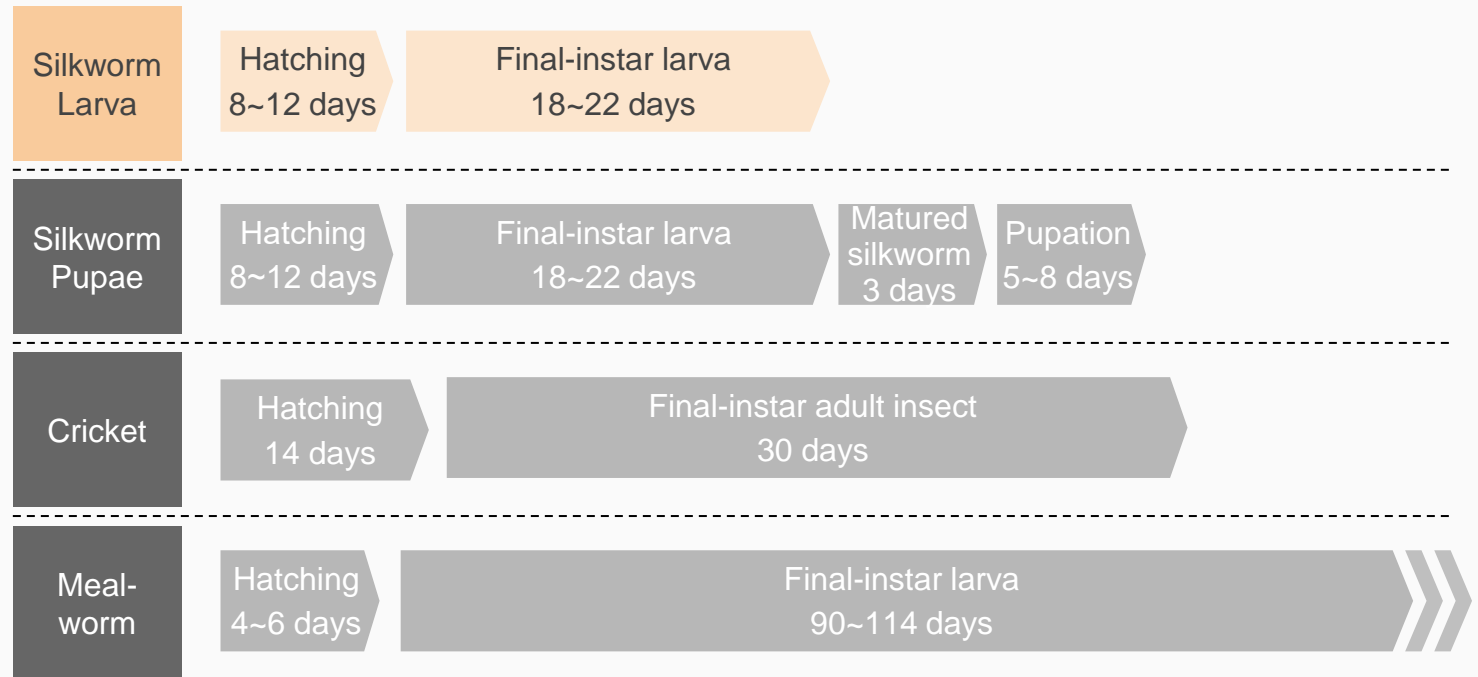 Silkworm
Larva
Hatching
8~12 days
Final-instar larva
18~22 days
Silkworm
Pupae
Hatching
8~12 days
Final-instar larva
18~22 days
Matured
silkworm
3 days
Pupation
5~8 days
Cricket
Hatching
14 days
Final-instar adult insect
30 days
Meal-
worm
Hatching
4~6 days
Final-instar larva
90~114 days